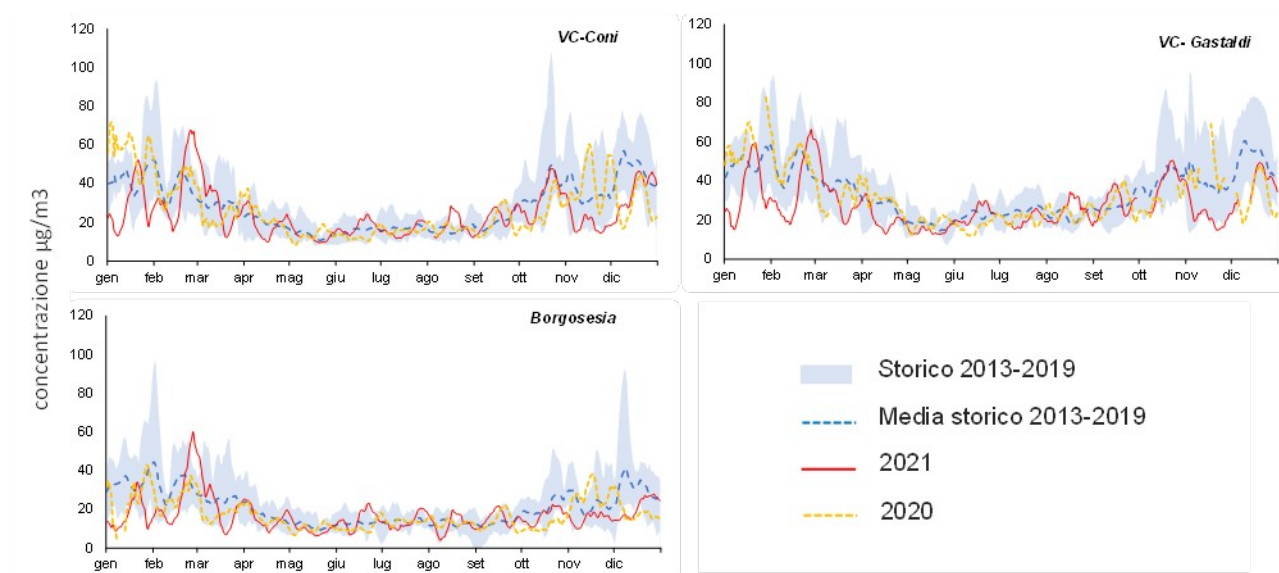 concentrazione µg/m3
VC-Coni
120
100
80
60
40
20
0
gen feb mar apr mag giu lug ago set ott nov dic
VC- Gastaldi
120
100
80
60
40
20
0
gen feb mar apr mag giu lug ago set ott nov dic
Borgosesia
120
100
80
60
40
20
0
gen feb mar apr mag giu lug ago set ott nov dic
Storico 2013-2019
Media storico 2013-2019
2021
2020